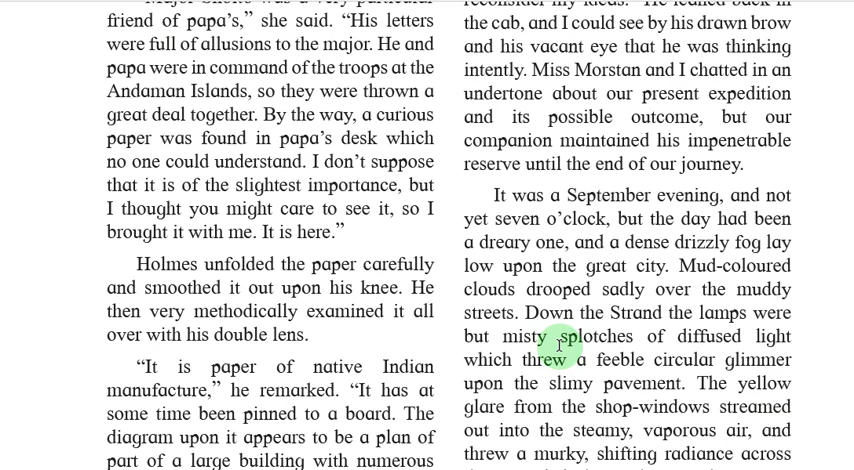 friend of papa’s,” she said. “His letters
were full of allusions to the major. He and
papa were in command of the troops at the
Andaman Islands, so they were thrown a
great deal together. By the way, a curious
paper was found in papa’s desk which
no one could understand. I don’t suppose
that it is of the slightest importance, but
I thought you might care to see it, so I
brought it with me. It is here.”
Holmes unfolded the paper carefully
and smoothed it out upon his knee. He
then very methodically examined it all
over with his double lens.
“It is paper of native Indian
manufacture,” he remarked. “It has at
some time been pinned to a board. The
diagram upon it appears to be a plan of
part of a large building with numerous
the cab, and I could see by his drawn brow
and his vacant eye that he was thinking
intently. Miss Morstan and I chatted in an
undertone about our present expedition
and its possible outcome, but our
companion maintained his impenetrable
reserve until the end of our journey.
It was a September evening, and not
yet seven o’clock, but the day had been
a dreary one, and a dense drizzly fog lay
low upon the great city. Mud-coloured
clouds drooped sadly over the muddy
streets. Down the Strand the lamps were
but misty splotches of diffused light
which threw a feeble circular glimmer
upon the slimy pavement. The yellow
glare from the shop-windows streamed
out into the steamy, vaporous air, and
threw a murky, shifting radiance across